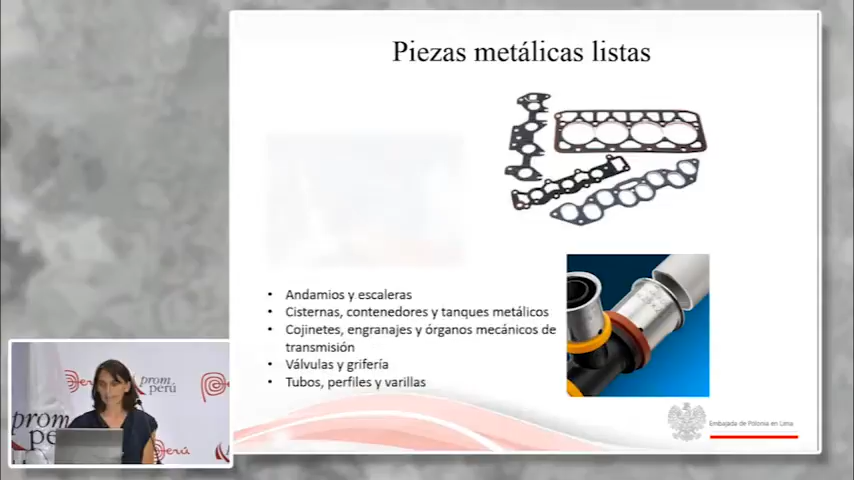 Piezas metálicas listas
Andamios y escaleras
Cisternas, contenedores y tanques metálicos
Cojinetes, engranajes y órganos mecánicos de
transmisión
Válvulas y grifería
Tubos, perfiles y varillas
Embajada de Polonia en Lima
Perú
prom
perú
prom
pe
Perú